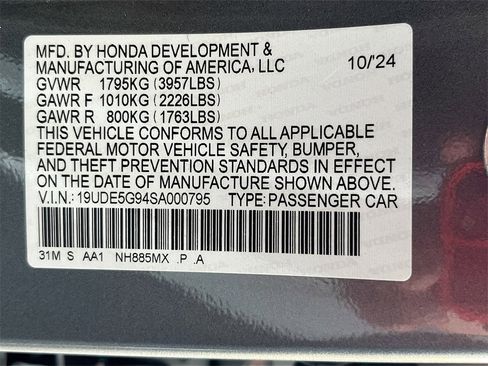 MFD. BY HONDA DEVELOPMENT &
MANUFACTURING OF AMERICA, LLC 10/'24
GVWR 1795KG (3957LBS)
GAWR F 1010KG (2226LBS)
GAWR R 800KG (1763LBS)
THIS VEHICLE CONFORMS TO ALL APPLICABLE
FEDERAL MOTOR VEHICLE SAFETY, BUMPER,
AND THEFT PREVENTION STANDARDS IN EFFECT
ON THE DATE OF MANUFACTURE SHOWN ABOVE.
V.I.N.: 19UDE5G94SA000795 TYPE: PASSENGER CAR
31M S AA1 NH885MX .P .A